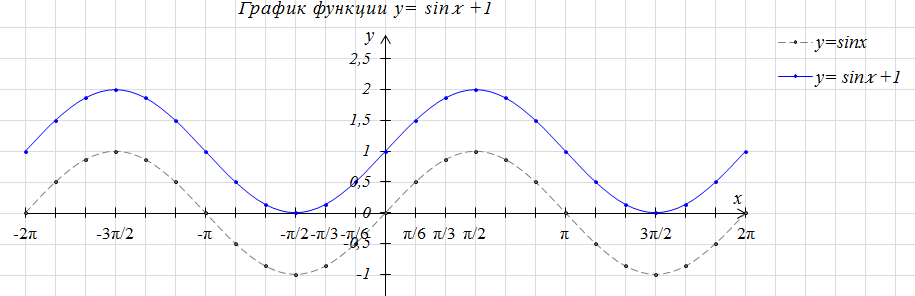 График функции y= sinx +1
y
y=sinx
y= sinx +1
2,5
2
1,5
1
0,5
0
x
-2π -3π/2 -π -π/2 -π/3 -π/6 π/6 π/3 π/2 π 3π/2 2π
-0,5
-1